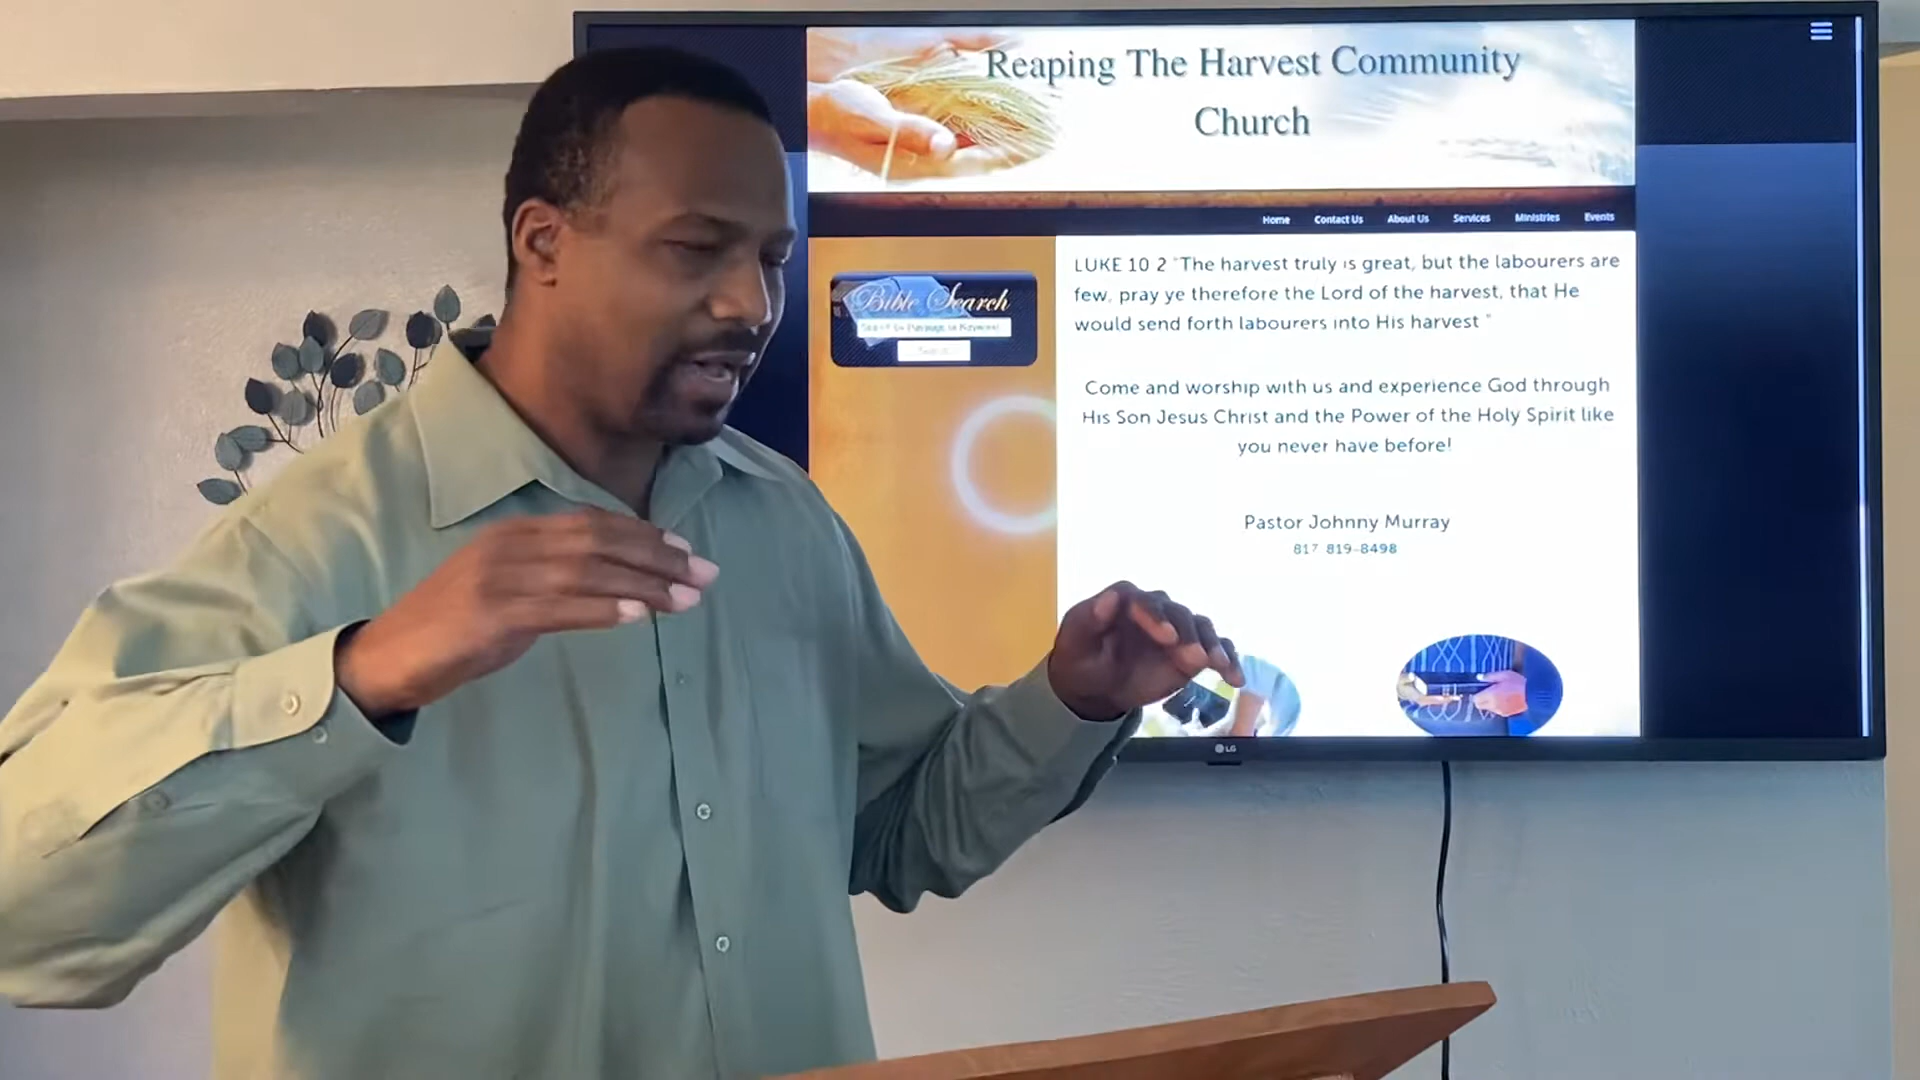 Reaping The Harvest Community
Church
Home Contact Us About Us Services Ministries Events
Bible Search
LUKE 10 2 "The harvest truly is great, but the labourers are
few, pray ye therefore the Lord of the harvest, that He
would send forth labourers into His harvest "
Come and worship with us and experience God through
His Son Jesus Christ and the Power of the Holy Spirit like
you never have before!
Pastor Johnny Murray
817 819-8498
LG